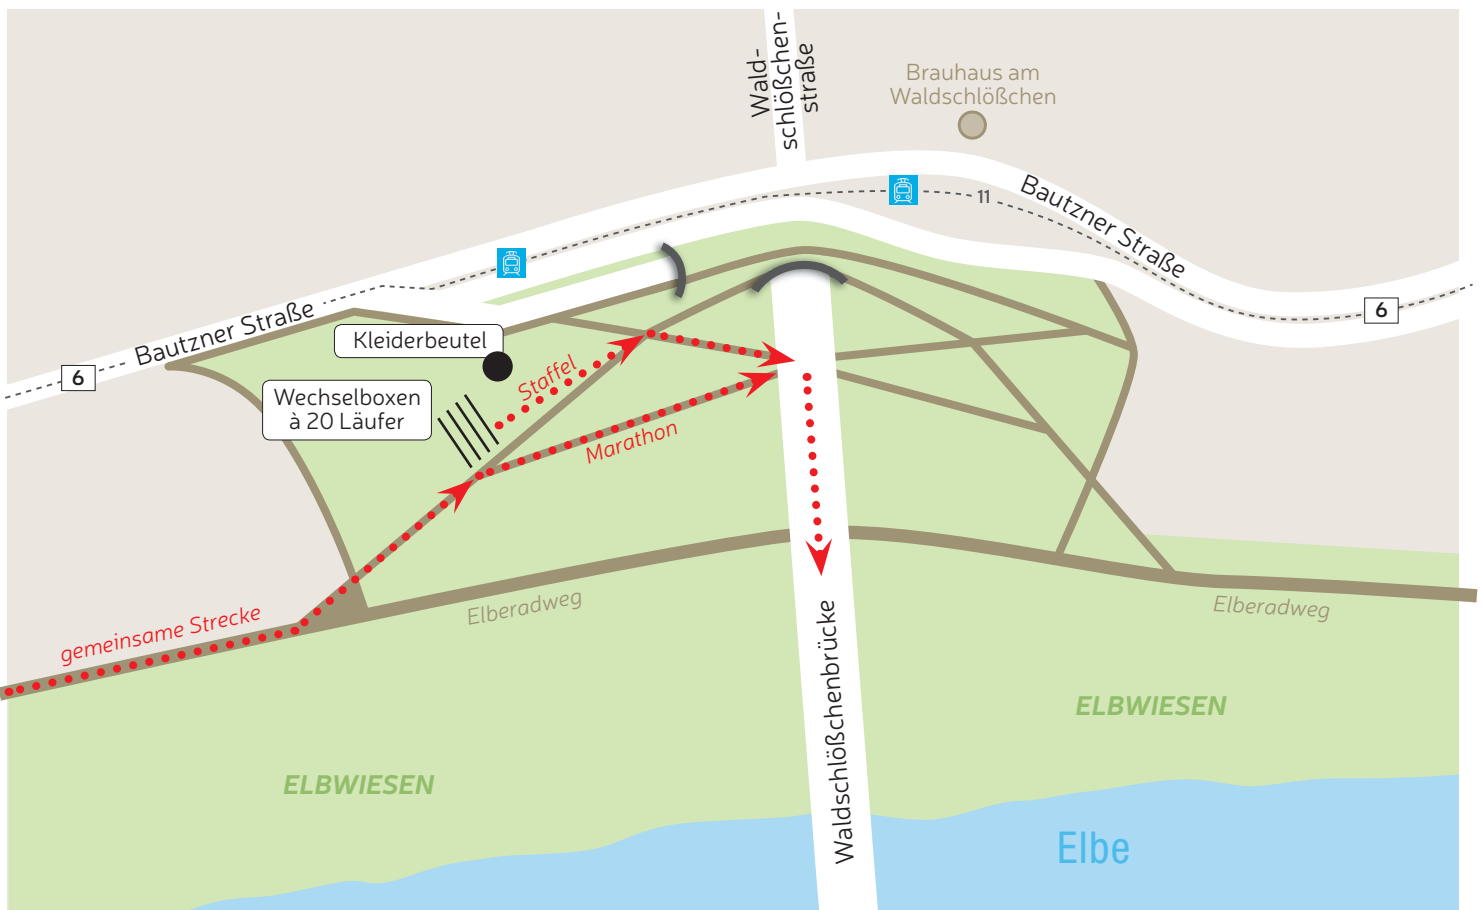 Wald-
schlößchen-
straße
Brauhaus am
Waldschlößchen
11
Bautzner Straße
Bautzner Straße
6
6
Kleiderbeutel
Wechselboxen
à 20 Läufer
Staffel
Marathon
gemeinsame Strecke
Elberadweg
Elberadweg
Waldschlößchenbrücke
ELBWIESEN
ELBWIESEN
Elbe